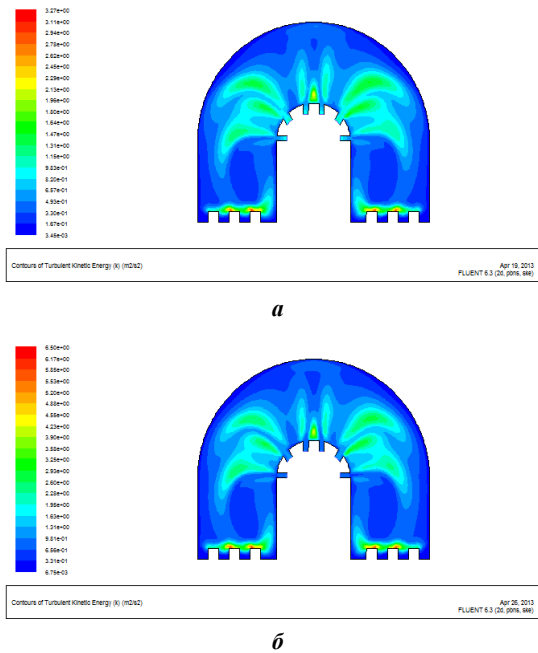 3.27e+00
3.11e+00
2.94e+00
2.78e+00
2.62e+00
2.45e+00
2.29e+00
2.13e+00
1.96e+00
1.80e+00
1.64e+00
1.47e+00
1.31e+00
1.15e+00
9.83e-01
8.20e-01
6.57e-01
4.93e-01
3.30e-01
1.67e-01
3.45e-03
Contours of Turbulent Kinetic Energy (k) (m2/s2)
Apr 19, 2013
FLUENT 6.3 (2d, pbns, ske)
а
6.50e+00
6.17e+00
5.85e+00
5.53e+00
5.20e+00
4.88e+00
4.55e+00
4.23e+00
3.90e+00
3.58e+00
3.25e+00
2.93e+00
2.60e+00
2.28e+00
1.95e+00
1.63e+00
1.31e+00
9.81e-01
6.56e-01
3.31e-01
6.75e-03
Contours of Turbulent Kinetic Energy (k) (m2/s2)
Apr 26, 2013
FLUENT 6.3 (2d, pbns, ske)
б